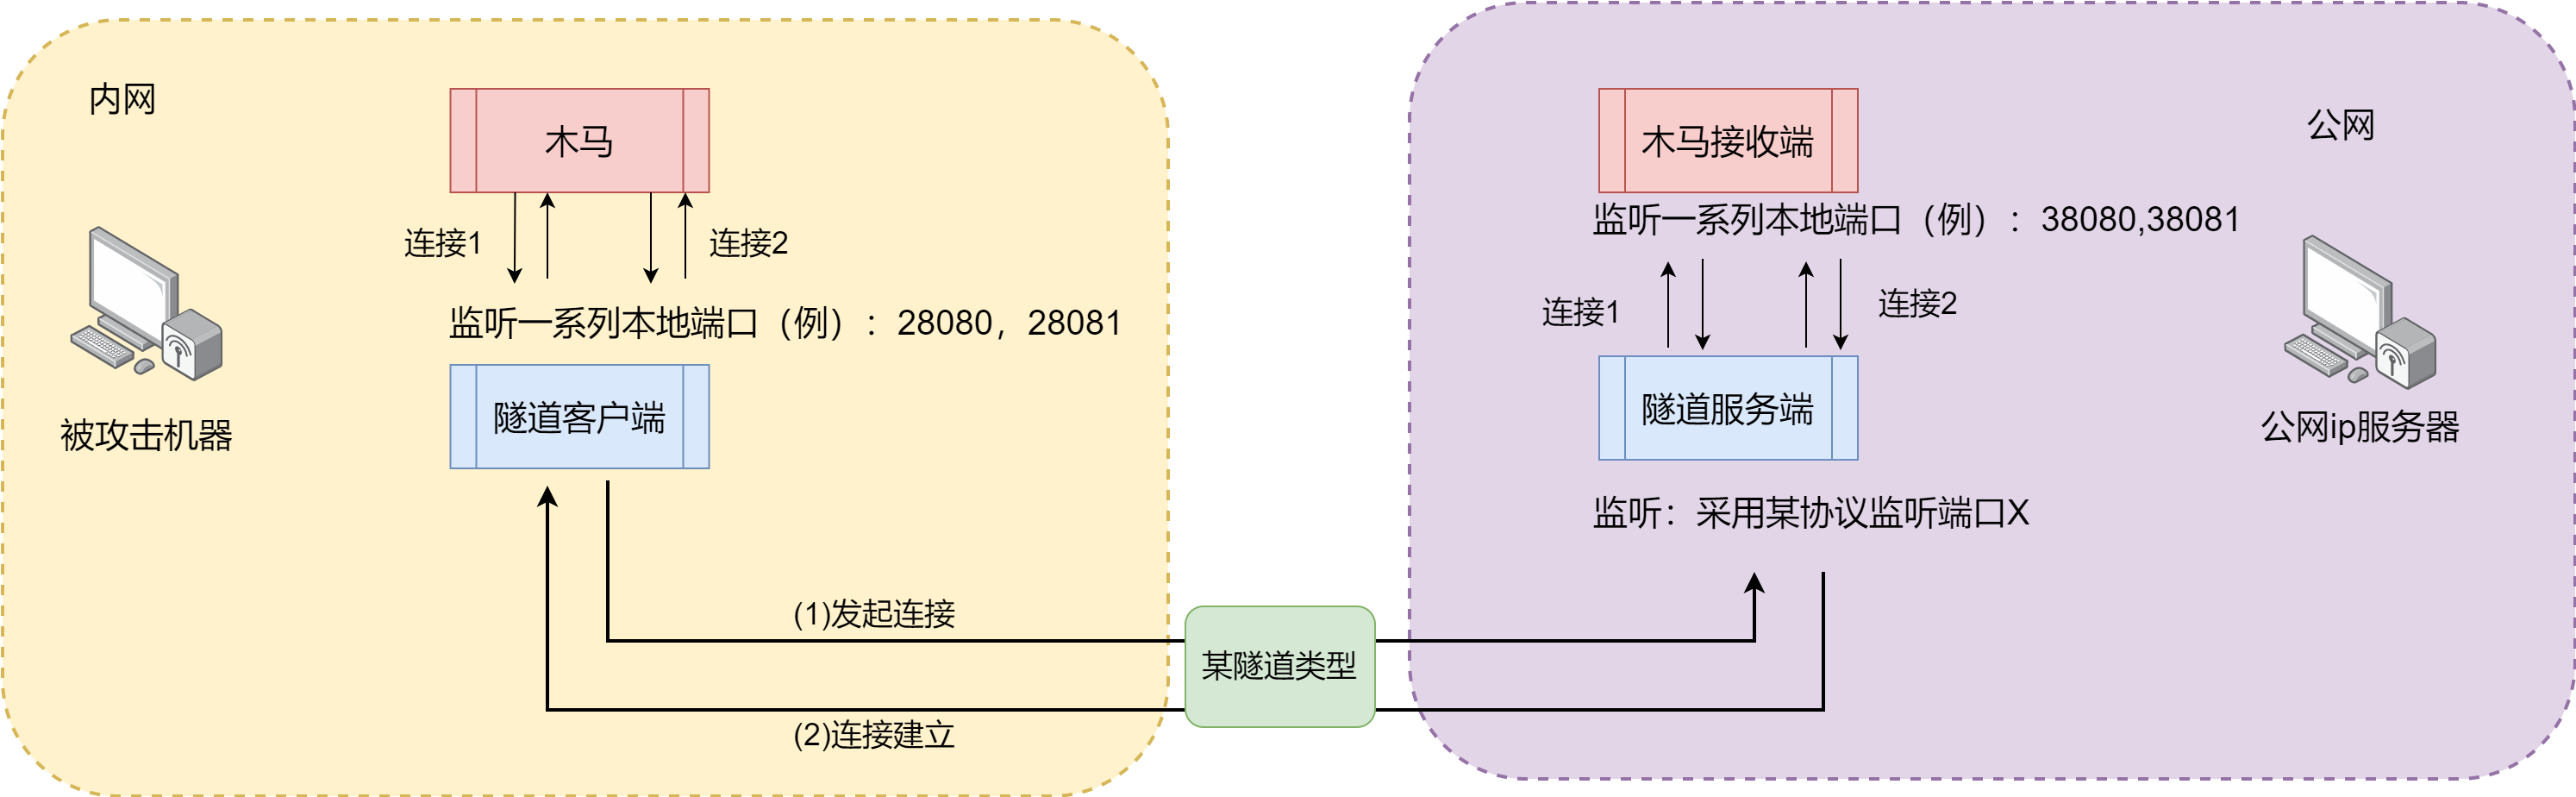 内网
木马
连接1
连接2
监听一系列本地端口（例）：28080，28081
隧道客户端
被攻击机器
(1)发起连接
(2)连接建立
某隧道类型
公网
木马接收端
监听一系列本地端口（例）：38080,38081
连接1
连接2
隧道服务端
公网ip服务器
监听：采用某协议监听端口X